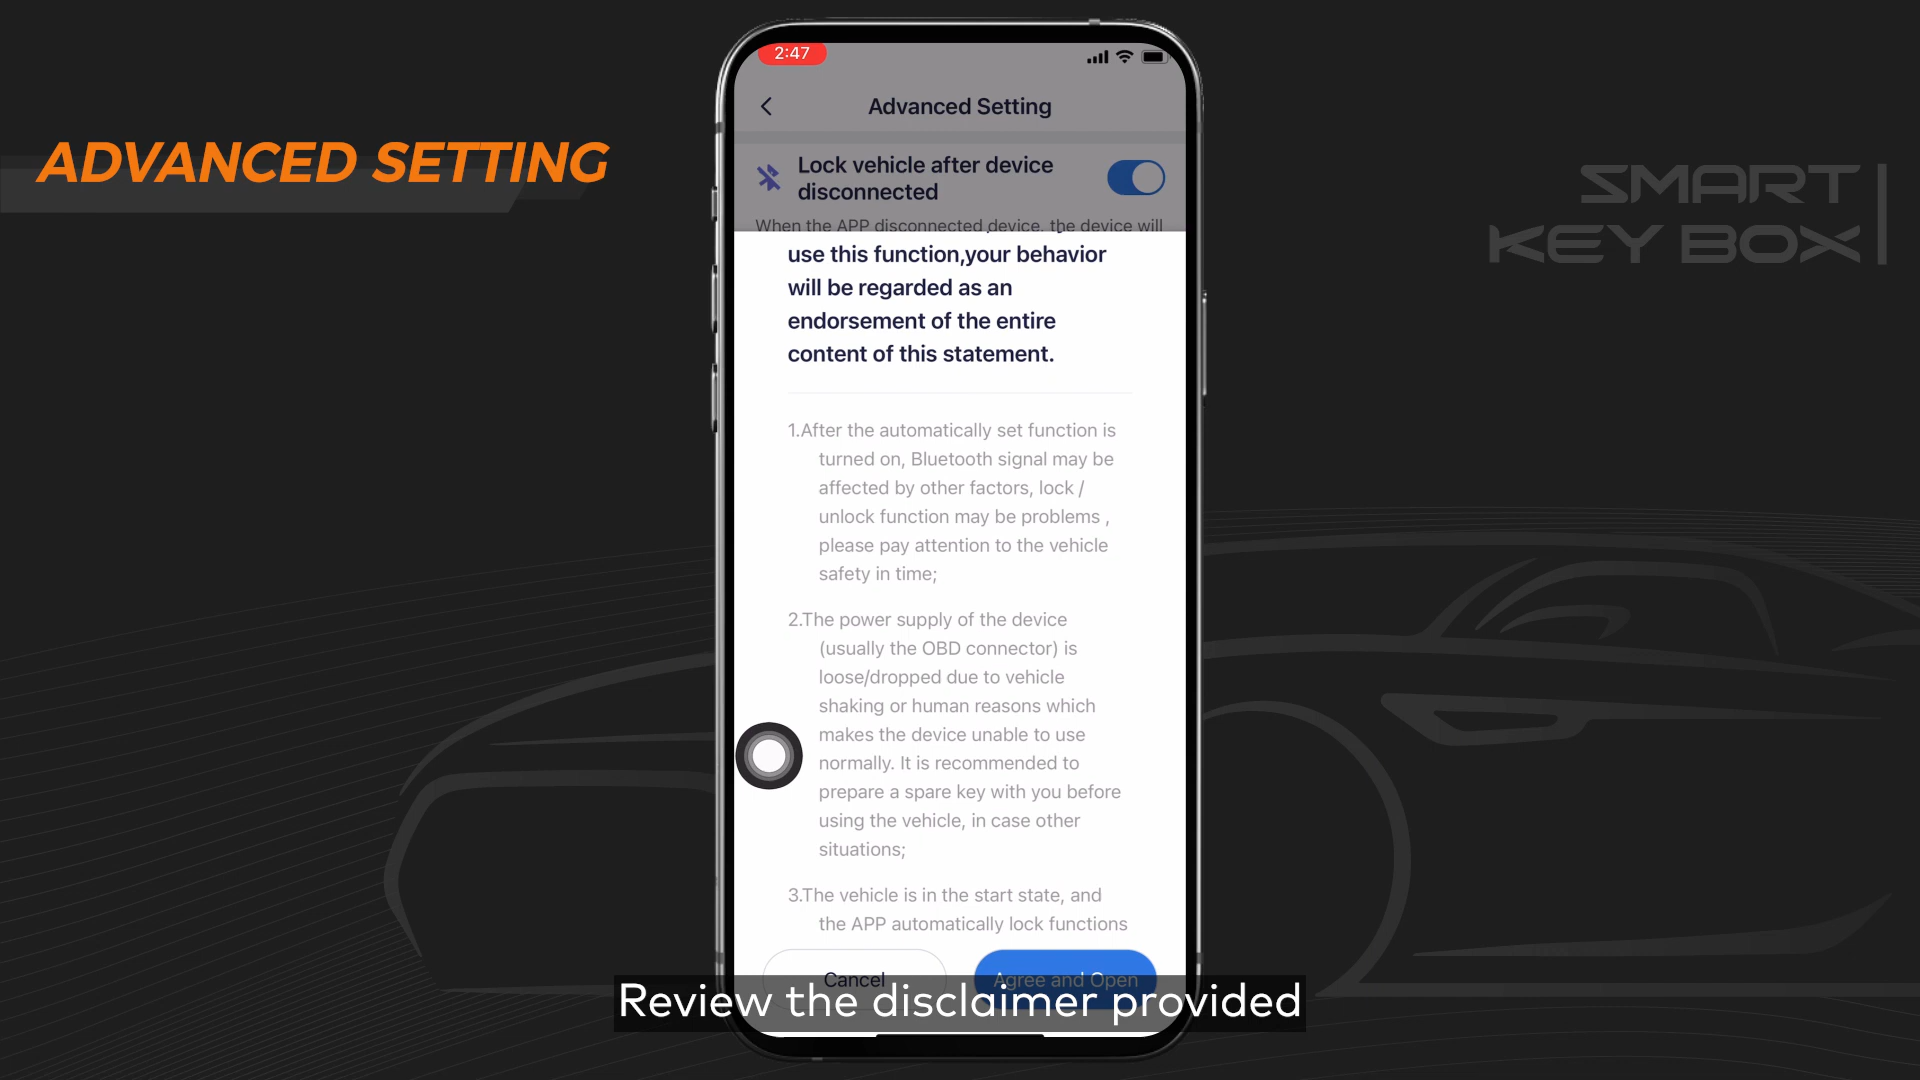 ADVANCED SETTING
SMART
KEY BOX
2:47
Advanced Setting
Lock vehicle after device
disconnected
When the APP disconnected device, the device will
use this function,your behavior
will be regarded as an
endorsement of the entire
content of this statement.
1.After the automatically set function is
turned on, Bluetooth signal may be
affected by other factors, lock /
unlock function may be problems ,
please pay attention to the vehicle
safety in time;
2.The power supply of the device
(usually the OBD connector) is
loose/dropped due to vehicle
shaking or human reasons which
makes the device unable to use
normally. It is recommended to
prepare a spare key with you before
using the vehicle, in case other
situations;
3.The vehicle is in the start state, and
the APP automatically lock functions
Cancel
Agree and Open
Review the disclaimer provided